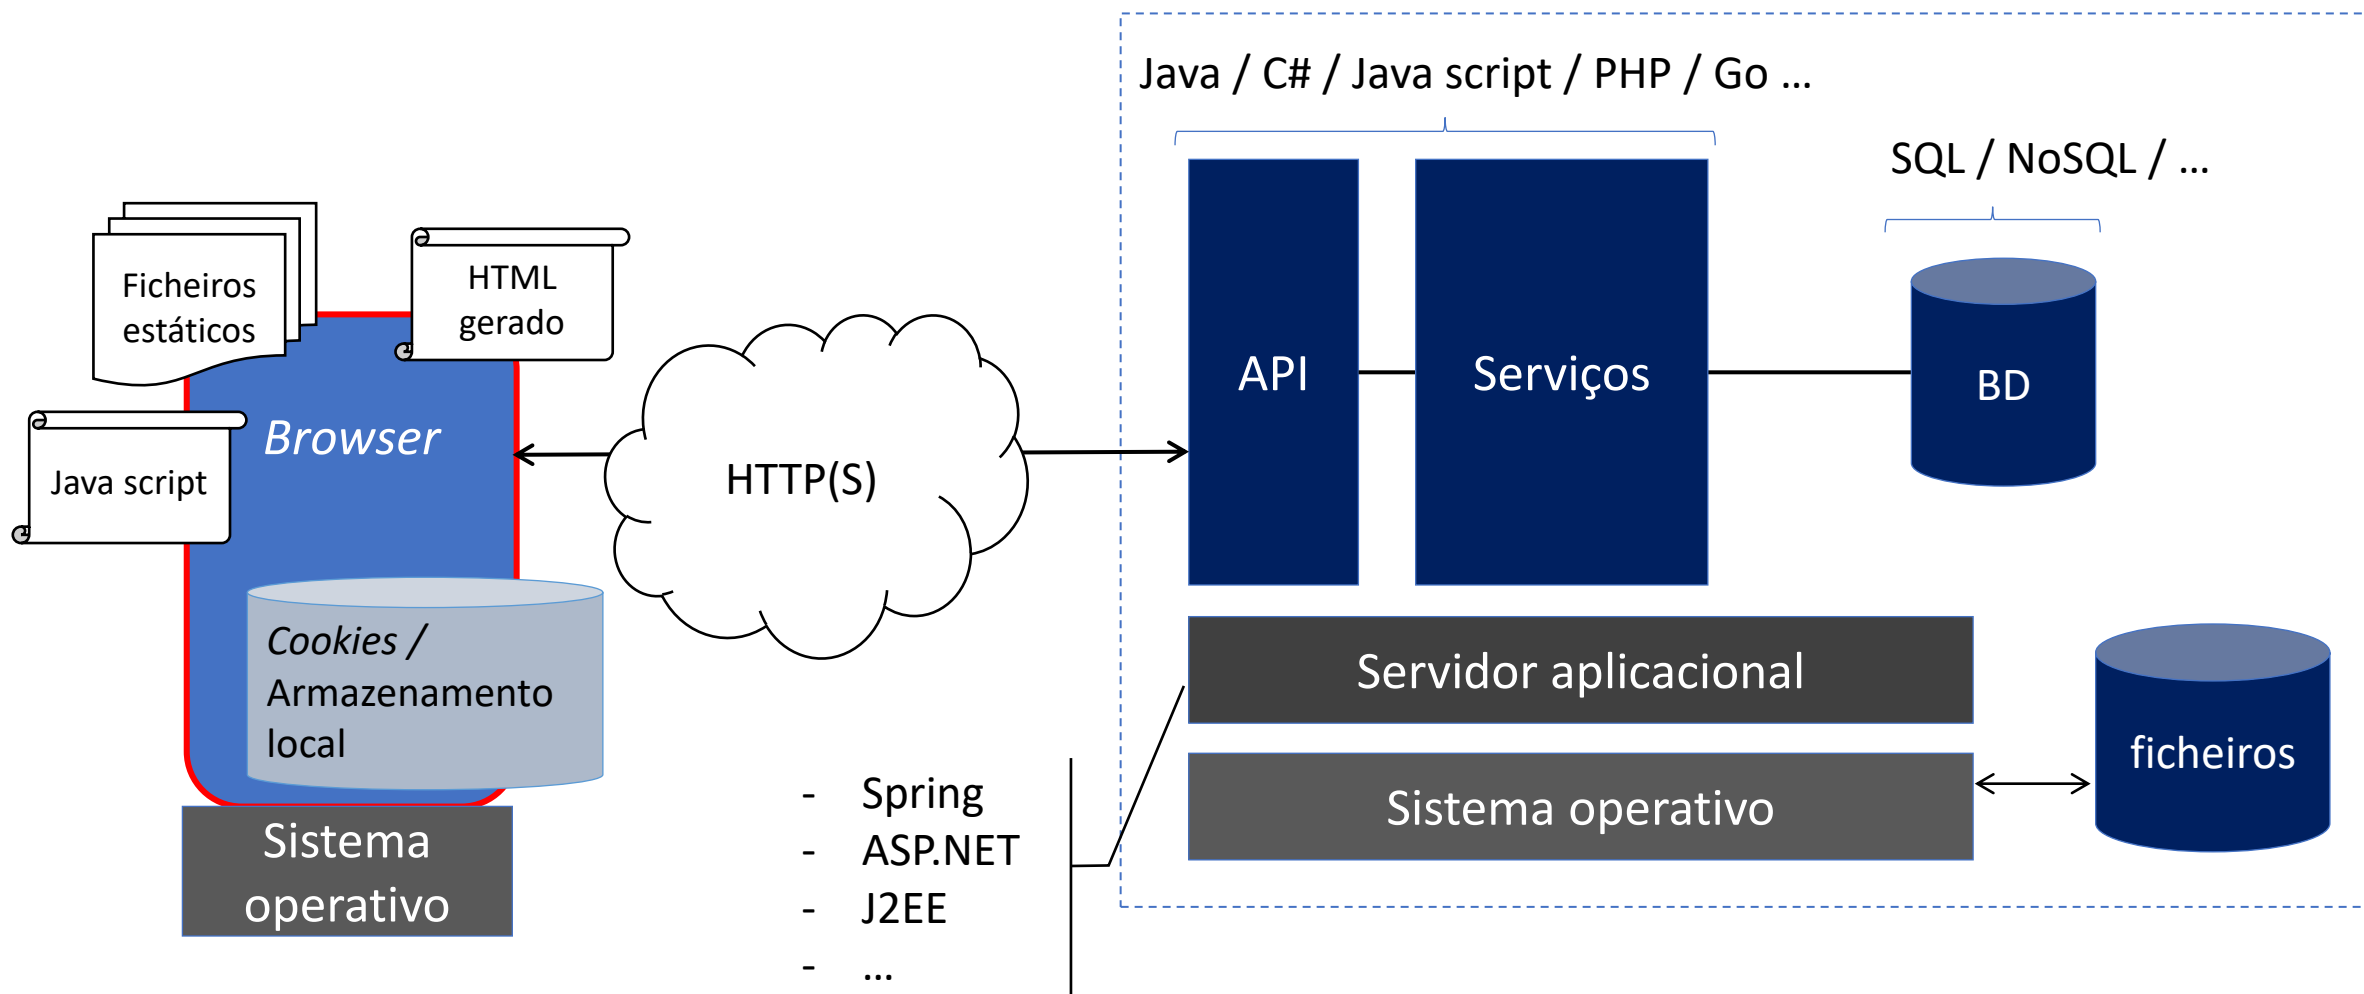 Java / C# / Java script / PHP / Go ...
SQL / NoSQL / ...
Ficheiros
estáticos
HTML
gerado
Java script
Browser
Cookies /
Armazenamento
local
Sistema
operativo
HTTP(S)
API
Serviços
BD
Servidor aplicacional
Sistema operativo
ficheiros
- Spring
- ASP.NET
- J2EE
- ...